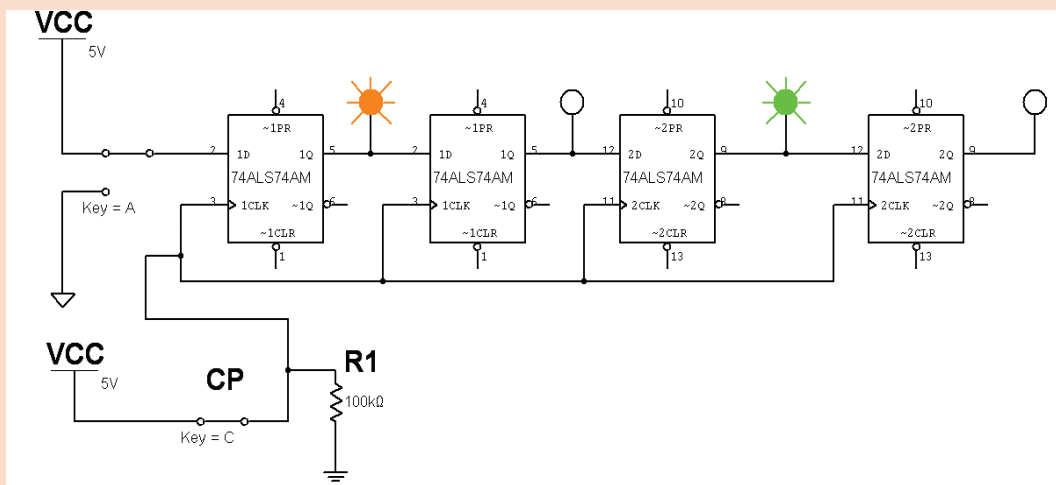 VCC
5V
4
4
10
10
~1PR
~1PR
~2PR
~2PR
2
1D
1Q
5
2
1D
1Q
5
12
2D
2Q
9
12
2D
2Q
9
74ALS74AM
74ALS74AM
74ALS74AM
74ALS74AM
Key = A
3
1CLK
~1Q
6
3
1CLK
~1Q
6
11
2CLK
~2Q
8
11
2CLK
~2Q
8
~1CLR
~1CLR
~2CLR
~2CLR
1
1
13
13
VCC
5V
CP
R1
100kΩ
Key = C